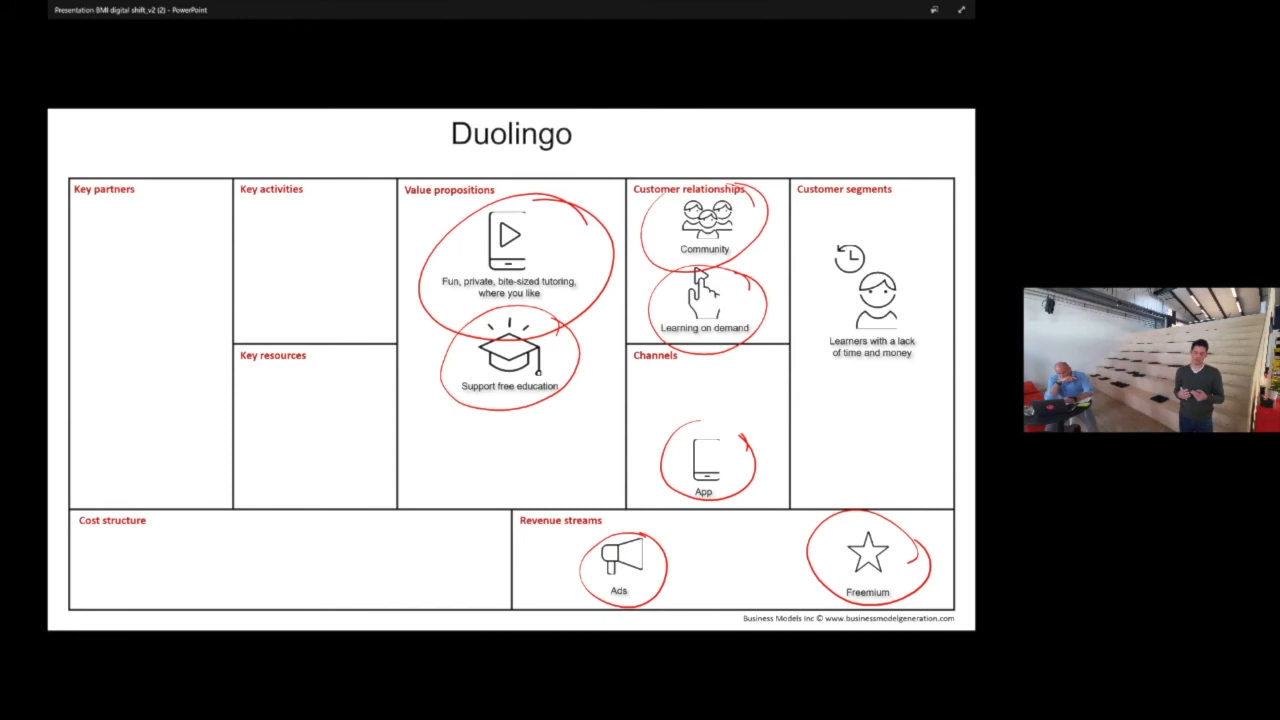 Presentation BMI digital shift_v2 (2) - PowerPoint
Duolingo
Key partners
Key activities
Value propositions
Customer relationships
Customer segments
Community
Fun, private, bite-sized tutoring,
where you like
Learning on demand
Learners with a lack
of time and money
Key resources
Channels
Support free education
App
Cost structure
Revenue streams
Ads
Freemium
Business Models Inc © www.businessmodelgeneration.com